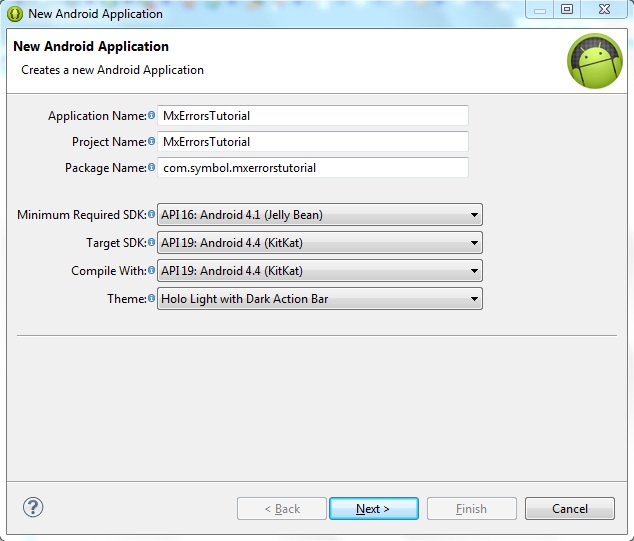 New Android Application
New Android Application
Creates a new Android Application
Application Name: MxErrorsTutorial
Project Name: MxErrorsTutorial
Package Name: com.symbol.mxerrorstutorial
Minimum Required SDK: API 16: Android 4.1 (Jelly Bean)
Target SDK: API 19: Android 4.4 (KitKat)
Compile With: API 19: Android 4.4 (KitKat)
Theme: Holo Light with Dark Action Bar
? < Back Next > Finish Cancel